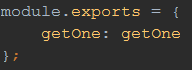 module.exports = {
    getOne: getOne
};